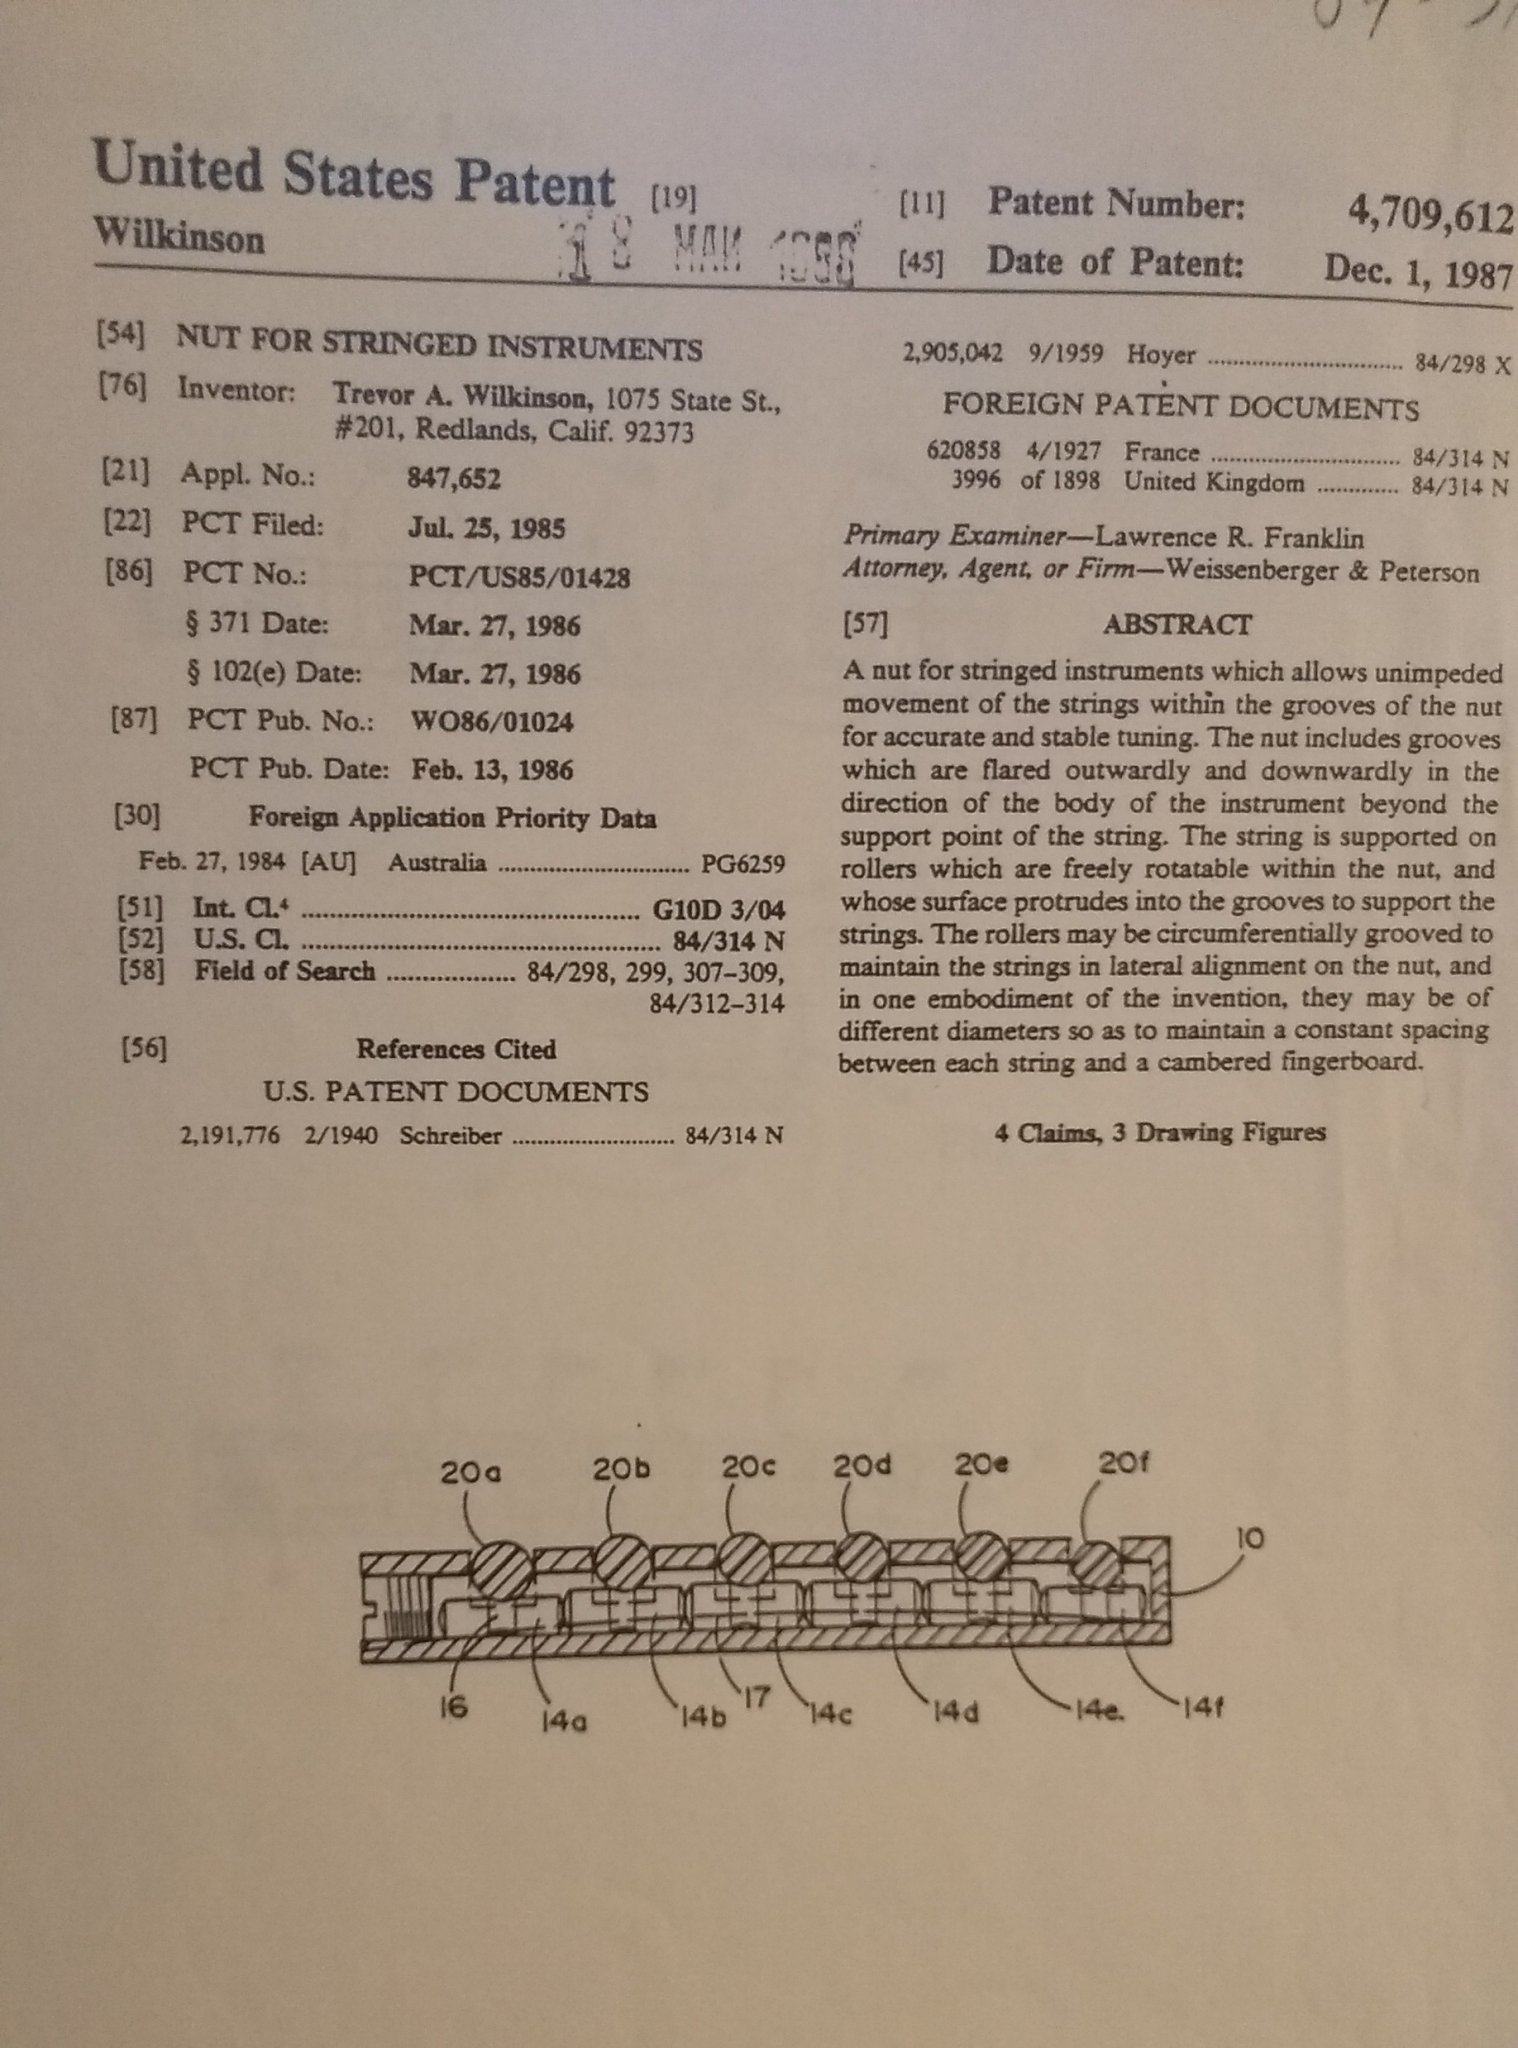 United States Patent [19]
Wilkinson
[11] Patent Number: 4,709,612
[45] Date of Patent: Dec. 1, 1987
[54] NUT FOR STRINGED INSTRUMENTS
[76] Inventor: Trevor A. Wilkinson, 1075 State St.,
#201, Redlands, Calif. 92373
[21] Appl. No.: 847,652
[22] PCT Filed: Jul. 25, 1985
[86] PCT No.: PCT/US85/01428
§ 371 Date: Mar. 27, 1986
§ 102(e) Date: Mar. 27, 1986
[87] PCT Pub. No.: WO86/01024
PCT Pub. Date: Feb. 13, 1986
[30] Foreign Application Priority Data
Feb. 27, 1984 [AU] Australia ............................... PG6259
[51] Int. Cl.⁴ ........................................... G10D 3/04
[52] U.S. Cl. .............................................. 84/314 N
[58] Field of Search .................. 84/298, 299, 307-309,
84/312-314
[56] References Cited
U.S. PATENT DOCUMENTS
2,191,776 2/1940 Schreiber .......................... 84/314 N
2,905,042 9/1959 Hoyer ............................... 84/298 X
FOREIGN PATENT DOCUMENTS
620858 4/1927 France .............................. 84/314 N
3996 of 1898 United Kingdom ............. 84/314 N
Primary Examiner—Lawrence R. Franklin
Attorney, Agent, or Firm—Weissenberger & Peterson
[57] ABSTRACT
A nut for stringed instruments which allows unimpeded
movement of the strings within the grooves of the nut
for accurate and stable tuning. The nut includes grooves
which are flared outwardly and downwardly in the
direction of the body of the instrument beyond the
support point of the string. The string is supported on
rollers which are freely rotatable within the nut, and
whose surface protrudes into the grooves to support the
strings. The rollers may be circumferentially grooved to
maintain the strings in lateral alignment on the nut, and
in one embodiment of the invention, they may be of
different diameters so as to maintain a constant spacing
between each string and a cambered fingerboard.
4 Claims, 3 Drawing Figures
20a 20b 20c 20d 20e 20f
10
16 14a 14b 17 14c 14d 14e. 14f